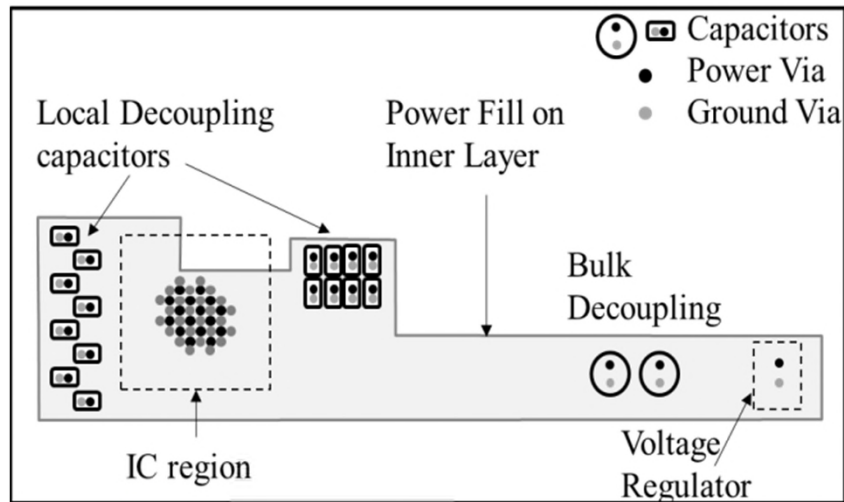 Capacitors
Power Via
Ground Via
Local Decoupling
capacitors
Power Fill on
Inner Layer
Bulk
Decoupling
IC region
Voltage
Regulator